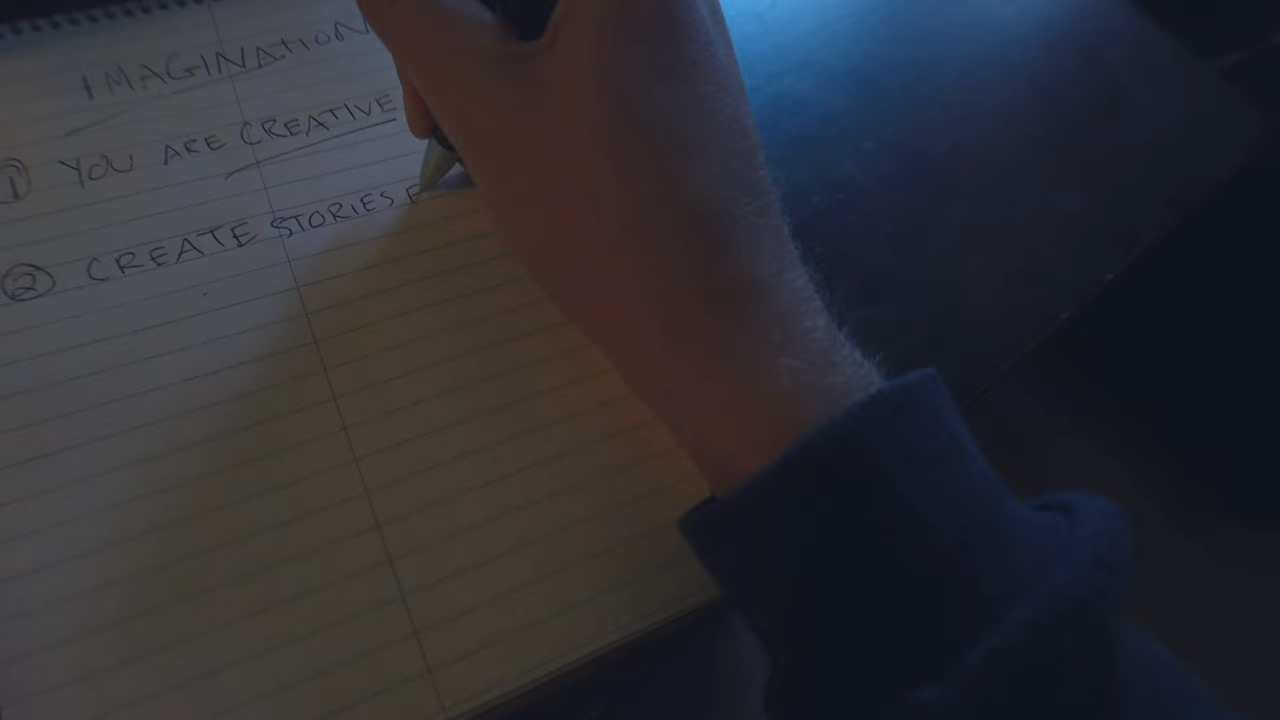 IMAGINATION
① YOU ARE CREATIVE
② CREATE STORIES F